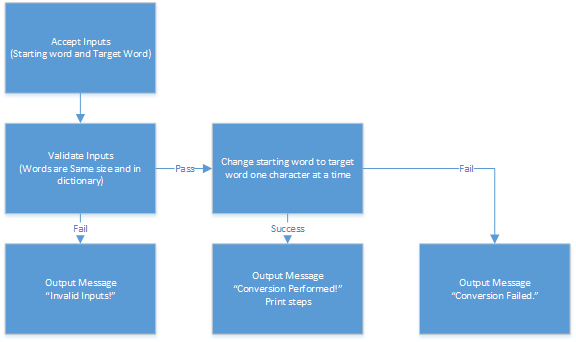 Accept Inputs
(Starting word and Target Word)
Validate Inputs
(Words are Same size and in
dictionary)
Pass
Change starting word to target
word one character at a time
Fail
Fail
Success
Output Message
“Invalid Inputs!”
Output Message
“Conversion Performed!”
Print steps
Output Message
“Conversion Failed.”